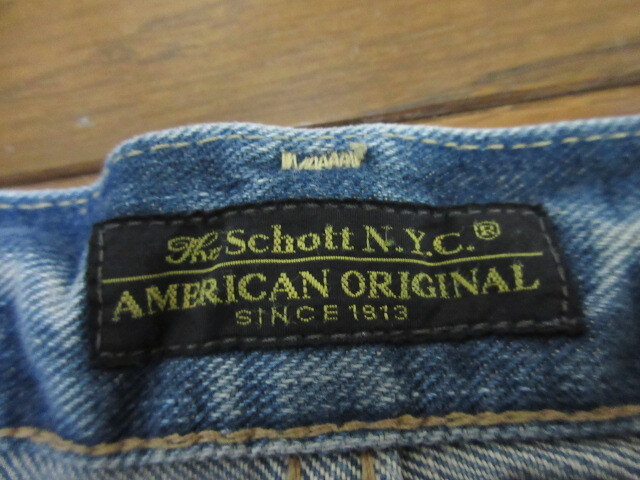 The Schott N.Y.C.®
AMERICAN ORIGINAL
SINCE 1913